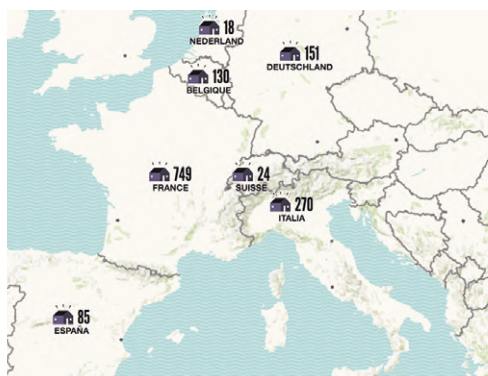 18
NEDERLAND
151
DEUTSCHLAND
130
BELGIQUE
749
FRANCE
24
SUISSE
270
ITALIA
85
ESPAÑA